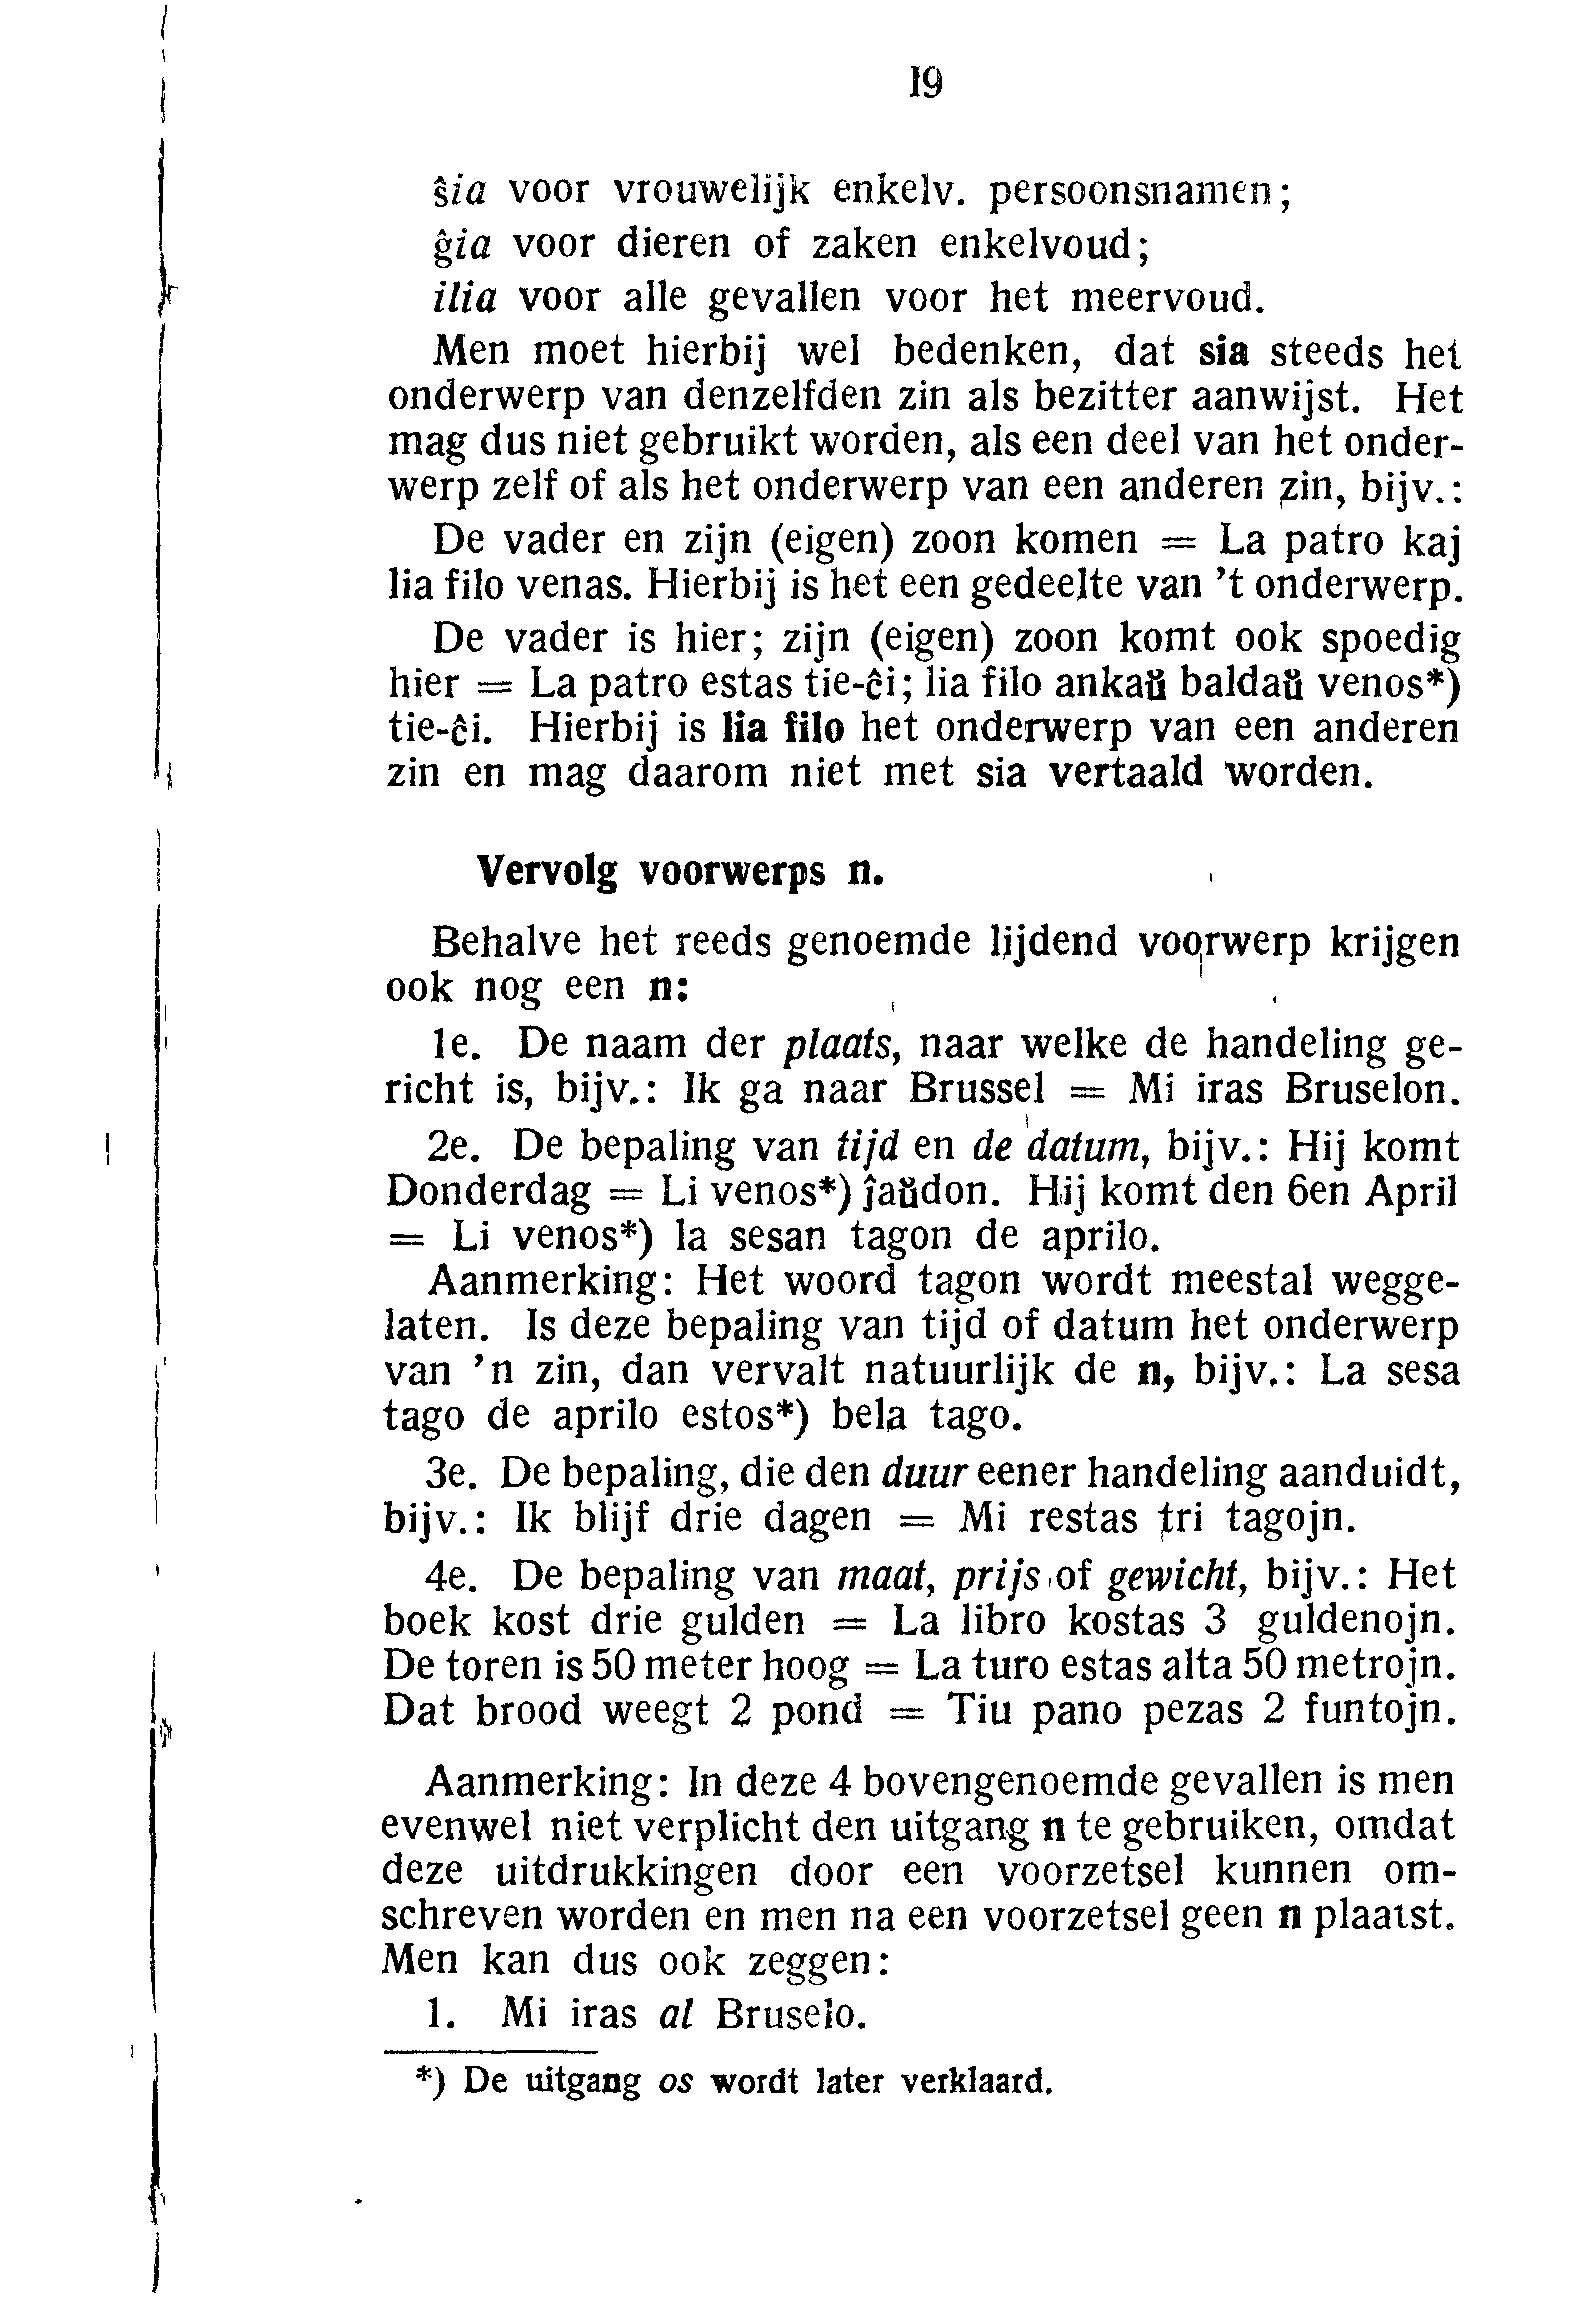 19
ŝia voor vrouwelijk enkelv. persoonsnamen;
ĝia voor dieren of zaken enkelvoud;
ilia voor alle gevallen voor het meervoud.
Men moet hierbij wel bedenken, dat sia steeds het
onderwerp van denzelfden zin als bezitter aanwijst. Het
mag dus niet gebruikt worden, als een deel van het onder-
werp zelf of als het onderwerp van een anderen zin, bijv.:
De vader en zijn (eigen) zoon komen = La patro kaj
lia filo venas. Hierbij is het een gedeelte van 't onderwerp.
De vader is hier; zijn (eigen) zoon komt ook spoedig
hier = La patro estas tie-ĉi; lia filo ankaŭ baldaŭ venos*)
tie-ĉi. Hierbij is lia filo het onderwerp van een anderen
zin en mag daarom niet met sia vertaald worden.
Vervolg voorwerps n.
Behalve het reeds genoemde lijdend voorwerp krijgen
ook nog een n:
1e. De naam der plaats, naar welke de handeling ge-
richt is, bijv.: Ik ga naar Brussel = Mi iras Bruselon.
2e. De bepaling van tijd en de datum, bijv.: Hij komt
Donderdag = Li venos*) ĵaŭdon. Hij komt den 6en April
= Li venos*) la sesan tagon de aprilo.
Aanmerking: Het woord tagon wordt meestal wegge-
laten. Is deze bepaling van tijd of datum het onderwerp
van 'n zin, dan vervalt natuurlijk de n, bijv.: La sesa
tago de aprilo estos*) bela tago.
3e. De bepaling, die den duur eener handeling aanduidt,
bijv.: Ik blijf drie dagen = Mi restas tri tagojn.
4e. De bepaling van maat, prijs of gewicht, bijv.: Het
boek kost drie gulden = La libro kostas 3 guldenojn.
De toren is 50 meter hoog = La turo estas alta 50 metrojn.
Dat brood weegt 2 pond = Tiu pano pezas 2 funtojn.
Aanmerking: In deze 4 bovengenoemde gevallen is men
evenwel niet verplicht den uitgang n te gebruiken, omdat
deze uitdrukkingen door een voorzetsel kunnen om-
schreven worden en men na een voorzetsel geen n plaatst.
Men kan dus ook zeggen:
1. Mi iras al Bruselo.
*) De uitgang os wordt later verklaard.